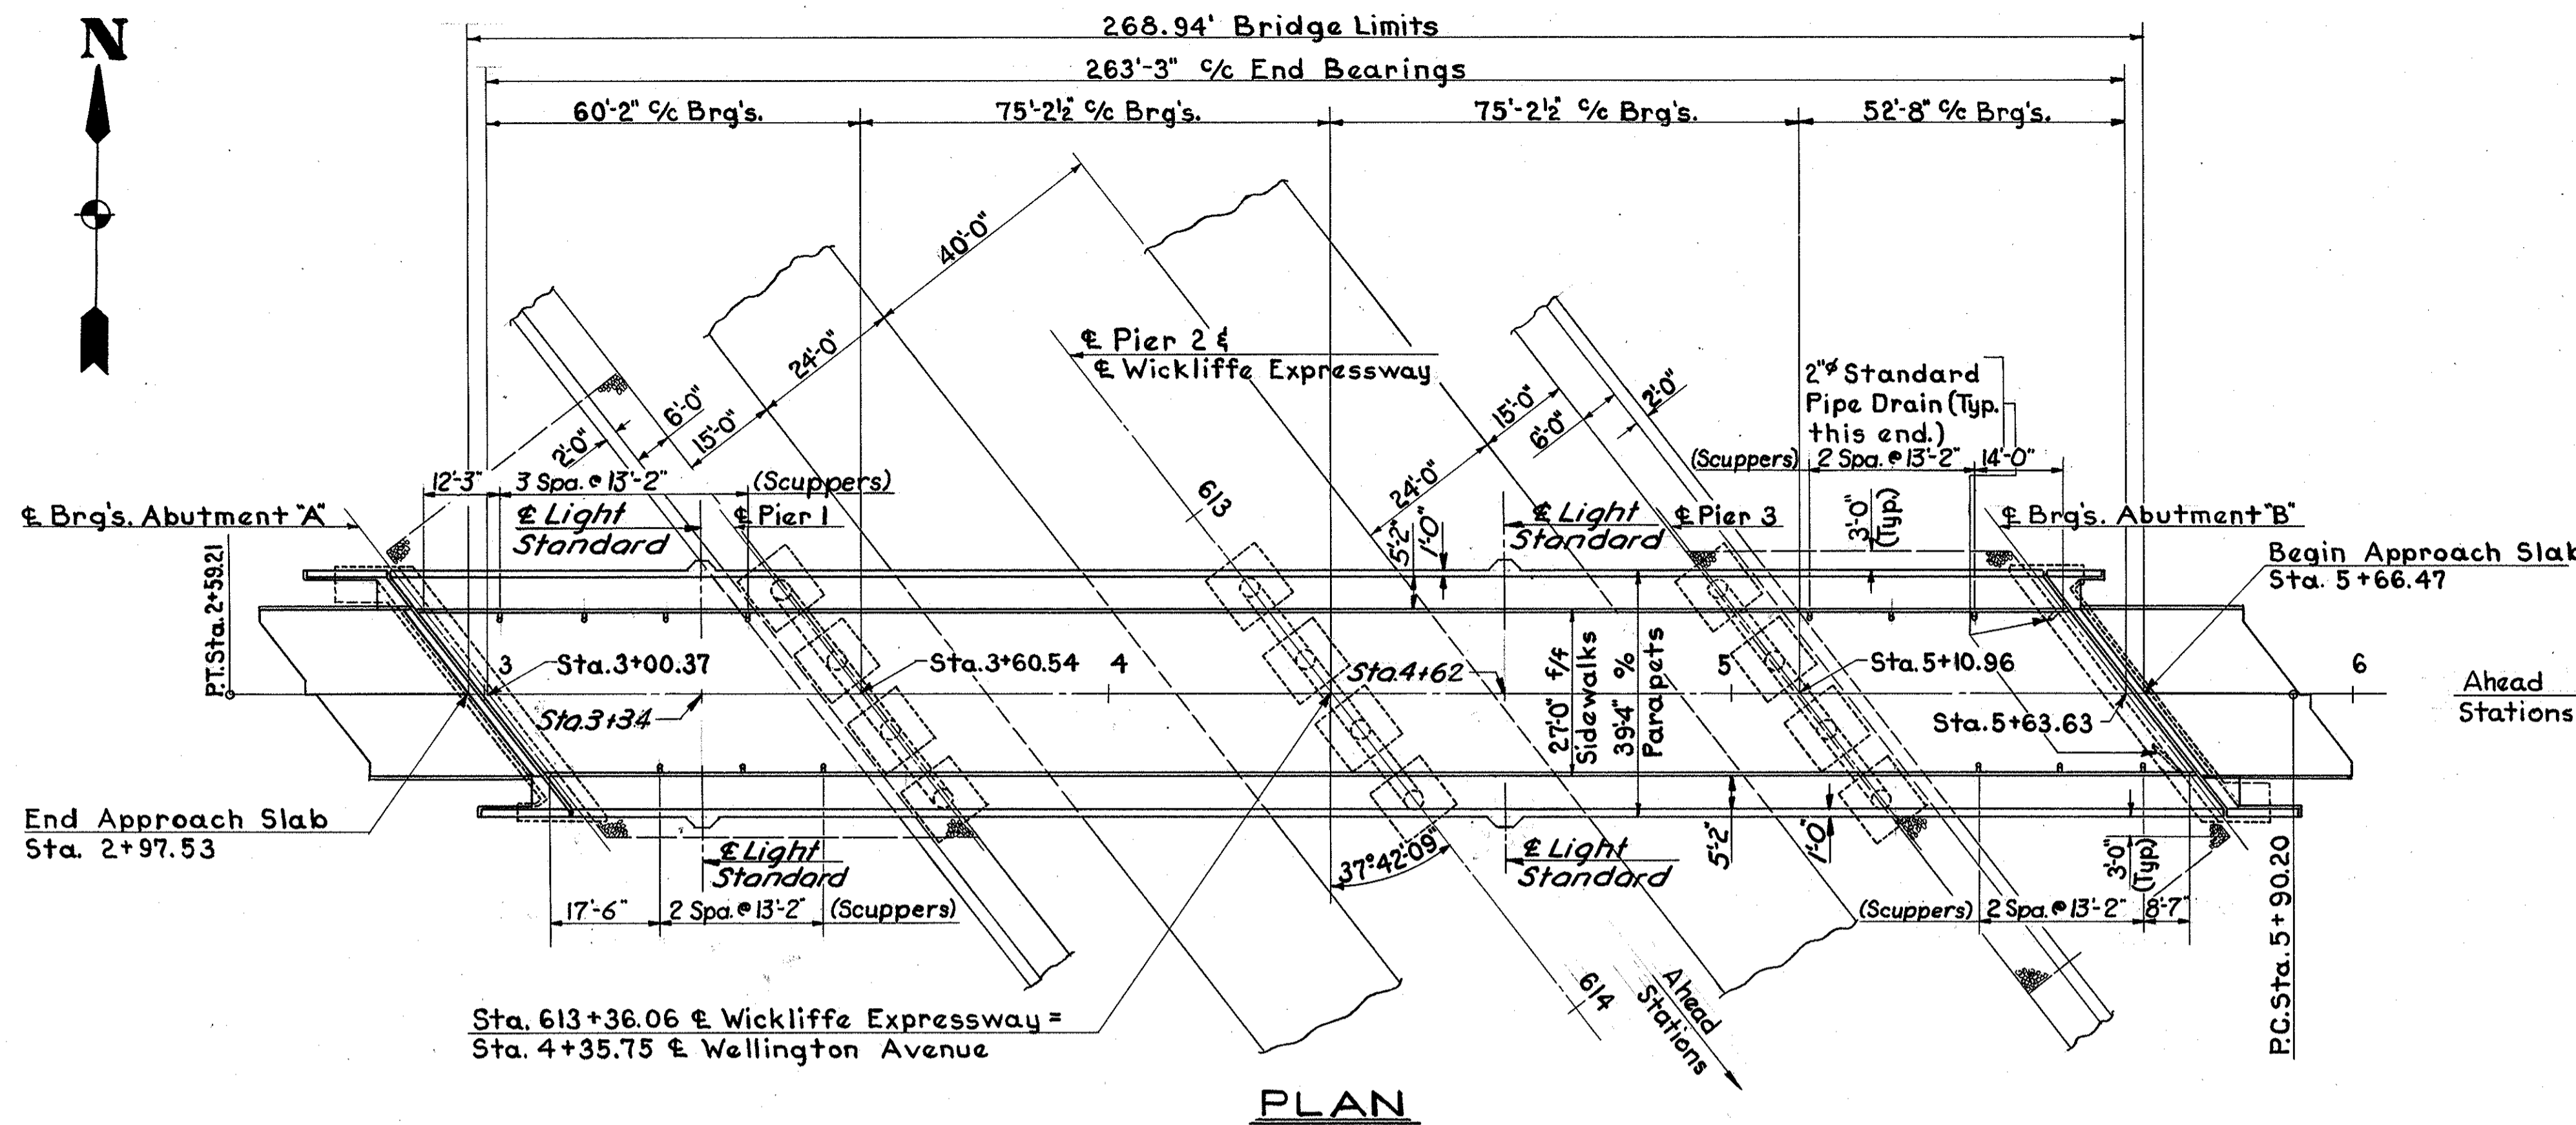 N
268.94' Bridge Limits
263'-3" c/c End Bearings
60'-2" c/c Brg's.
75'-2½" c/c Brg's.
75'-2½" c/c Brg's.
52'-8" c/c Brg's.
40'-0"
24'-0"
15'-0"
6'-0"
2'-0"
℄ Pier 2 &
℄ Wickliffe Expressway
2'-0"
6'-0"
15'-0"
24'-0"
2"⌀ Standard
Pipe Drain (Typ.
this end.)
12'-3"
3 Spa. @ 13'-2"
(Scuppers)
613
(Scuppers)
2 Spa. @ 13'-2"
14'-0"
℄ Brg's. Abutment "A"
℄ Light
Standard
℄ Pier 1
5'-2"
1'-0"
℄ Light
Standard
℄ Pier 3
3'-0"
(Typ)
℄ Brg's. Abutment "B"
Begin Approach Slab
Sta. 5+66.47
P.T. Sta. 2+59.21
3
Sta. 3+00.37
Sta. 3+60.54
4
Sta. 4+62
5
Sta. 5+10.96
6
Ahead
Stations
Sta. 3+34
27'-0" f/f
Sidewalks
39'-4" o/o
Parapets
Sta. 5+63.63
End Approach Slab
Sta. 2+97.53
℄ Light
Standard
37°42'-09"
℄ Light
Standard
5'-2"
1'-0"
3'-0"
(Typ)
17'-6"
2 Spa. @ 13'-2"
(Scuppers)
(Scuppers)
2 Spa. @ 13'-2"
8'-7"
P.C. Sta. 5+90.20
614
Ahead
Stations
Sta. 613+36.06 ℄ Wickliffe Expressway =
Sta. 4+35.75 ℄ Wellington Avenue
PLAN